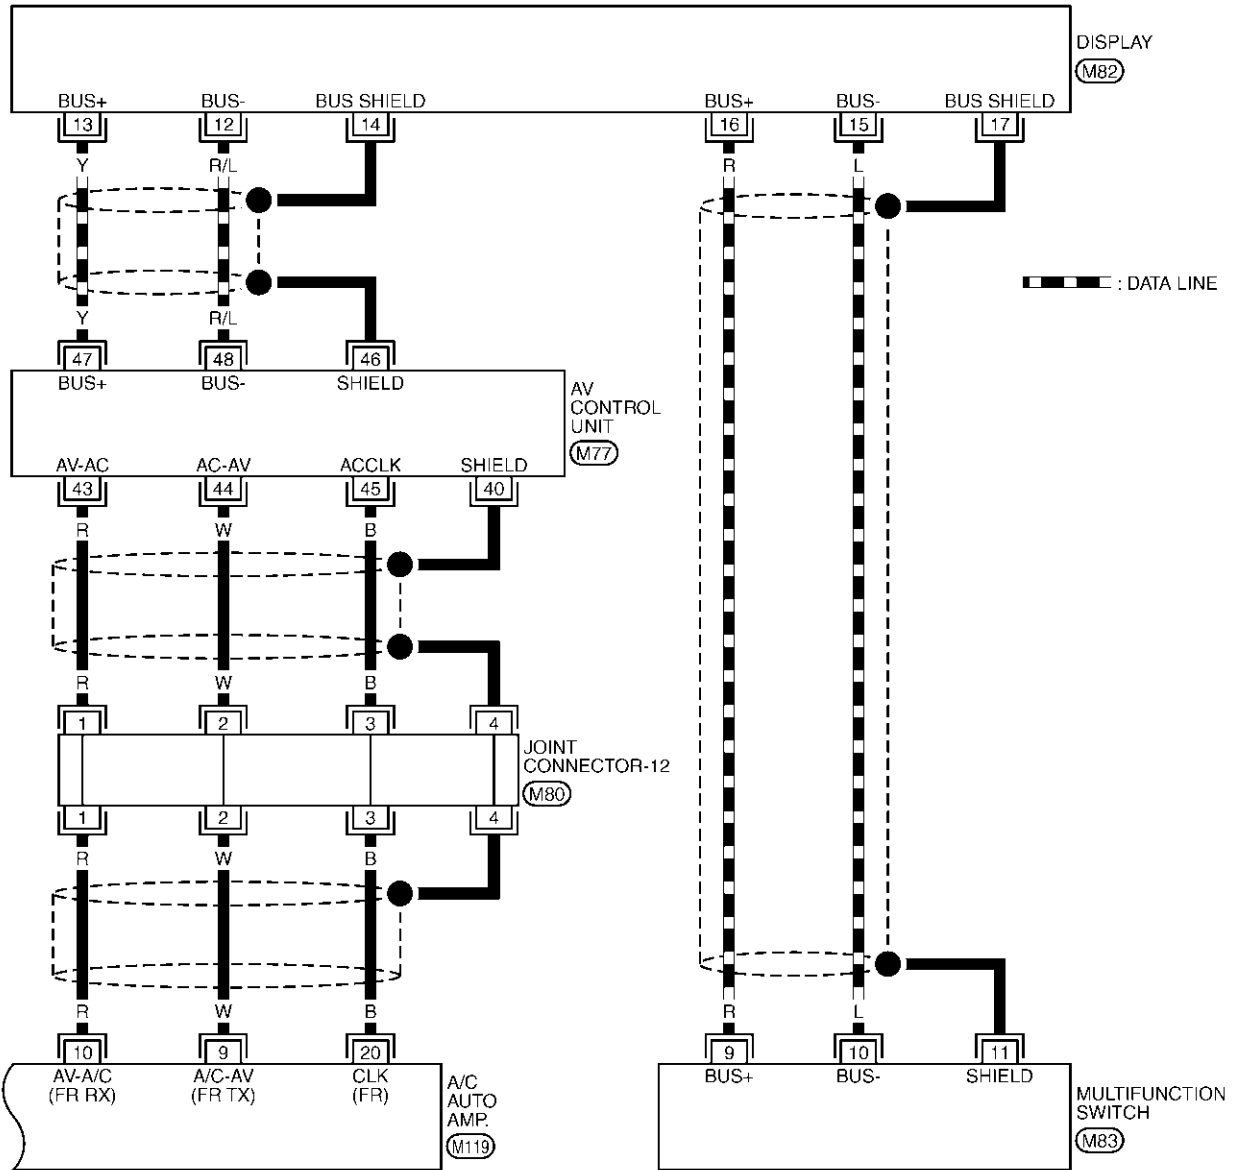 DISPLAY
M82
BUS+ BUS- BUS SHIELD BUS+ BUS- BUS SHIELD
13 12 14 16 15 17
Y R/L R L
: DATA LINE
Y R/L
47 48 46
BUS+ BUS- SHIELD
AV
CONTROL
UNIT
M77
AV-AC AC-AV ACCLK SHIELD
43 44 45 40
R W B
R W B
1 2 3 4
JOINT
CONNECTOR-12
M80
1 2 3 4
R W B
R W B R L
10 9 20 9 10 11
AV-A/C A/C-AV CLK BUS+ BUS- SHIELD
(FR RX) (FR TX) (FR)
A/C
AUTO
AMP.
M119
MULTIFUNCTION
SWITCH
M83